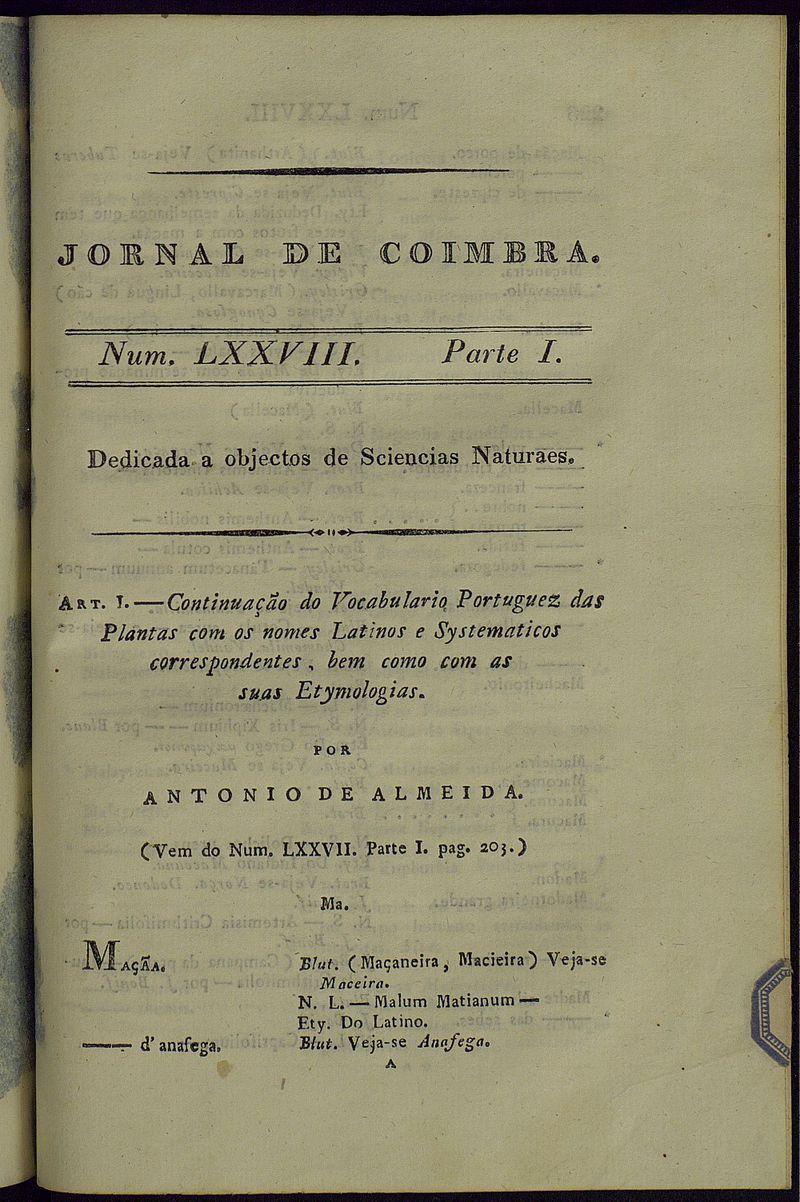 JORNAL DE COIMBRA.
Num. LXXVIII. Parte I.
Dedicada a objectos de Sciencias Naturaes.
ART. I.—Continuação do Vocabulario Portuguez das
Plantas com os nomes Latinos e Systematicos
correspondentes, bem como com as
suas Etymologias.
POR
ANTONIO DE ALMEIDA.
(Vem do Num. LXXVII. Parte I. pag. 203.)
Ma.
MAÇÃA. Blut. (Maçaneira, Macieira) Veja-se
Maceira.
N. L.—Malum Matianum—
Ety. Do Latino.
—— d'anafega. Blut. Veja-se Anafega.
A